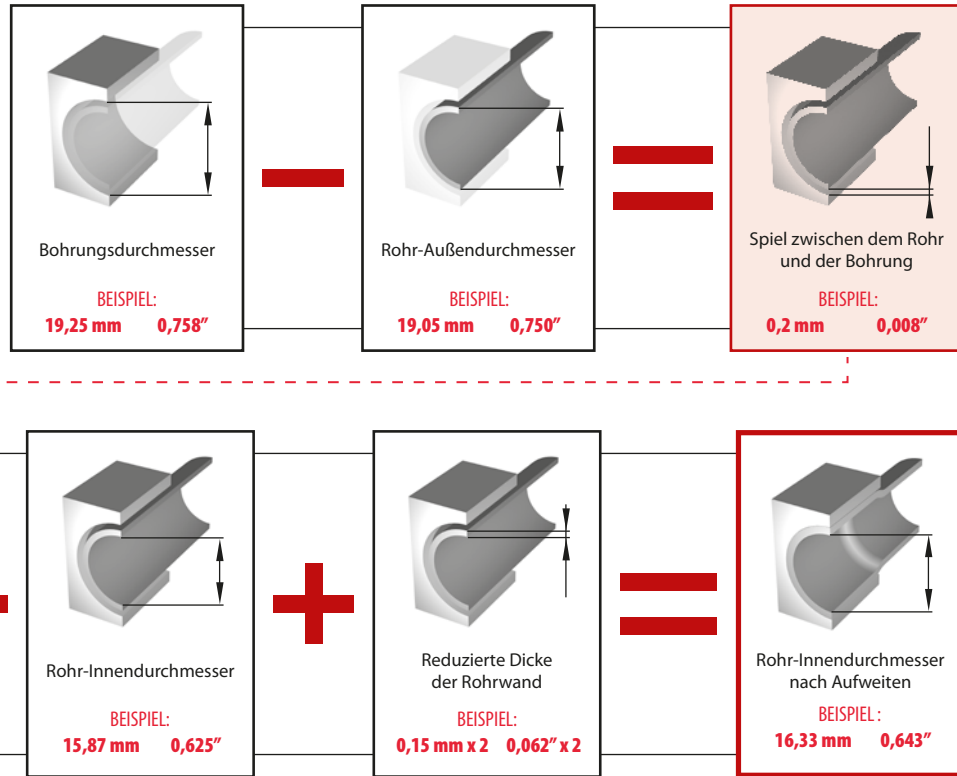 Bohrungsdurchmesser
BEISPIEL:
19,25 mm 0,758″
Rohr-Außendurchmesser
BEISPIEL:
19,05 mm 0,750″
Spiel zwischen dem Rohr
und der Bohrung
BEISPIEL:
0,2 mm 0,008″
Rohr-Innendurchmesser
BEISPIEL:
15,87 mm 0,625″
Reduzierte Dicke
der Rohrwand
BEISPIEL:
0,15 mm x 2 0,062″ x 2
Rohr-Innendurchmesser
nach Aufweiten
BEISPIEL :
16,33 mm 0,643″